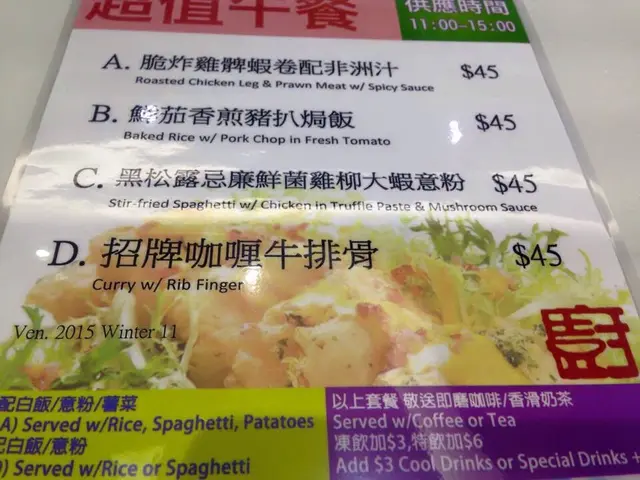 超值午餐
供應時間
11:00-15:00
A. 脆炸雞髀蝦卷配非洲汁 $45
Roasted Chicken Leg & Prawn Meat w/ Spicy Sauce
B. 鮮茄香煎豬扒焗飯 $45
Baked Rice w/ Pork Chop in Fresh Tomato
C. 黑松露忌廉鮮菌雞柳大蝦意粉 $45
Stir-fried Spaghetti w/ Chicken in Truffle Paste & Mushroom Sauce
D. 招牌咖喱牛排骨 $45
Curry w/ Rib Finger
Ven. 2015 Winter 11
廚
配白飯/意粉/薯菜
A) Served w/Rice, Spaghetti, Patatoes
配白飯/意粉
) Served w/Rice or Spaghetti
以上套餐 敬送即磨咖啡/香滑奶茶
Served w/Coffee or Tea
凍飲加$3,特飲加$6
Add $3 Cool Drinks or Special Drinks +